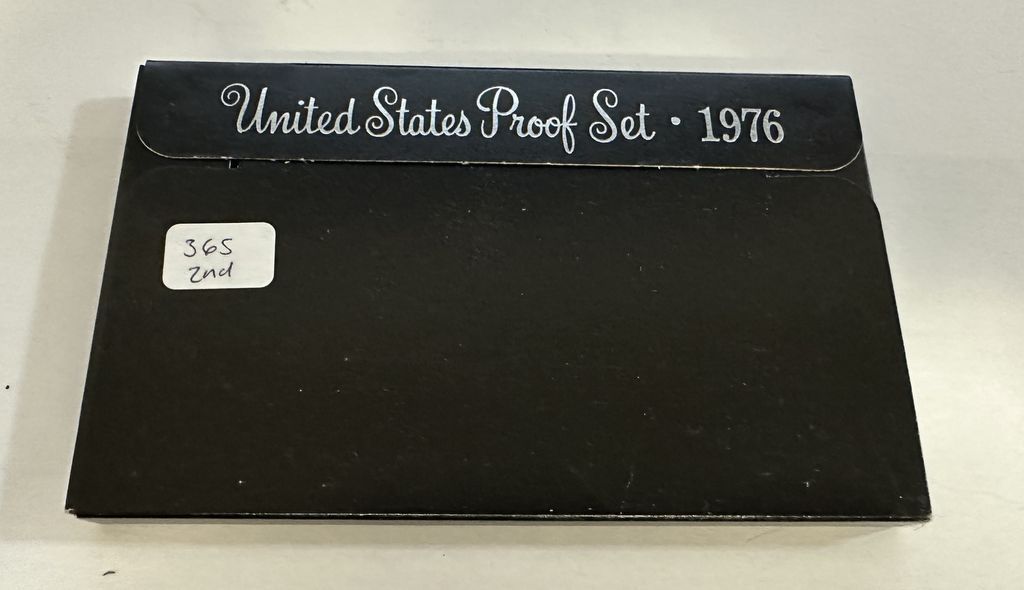 United States Proof Set • 1976
365
2nd